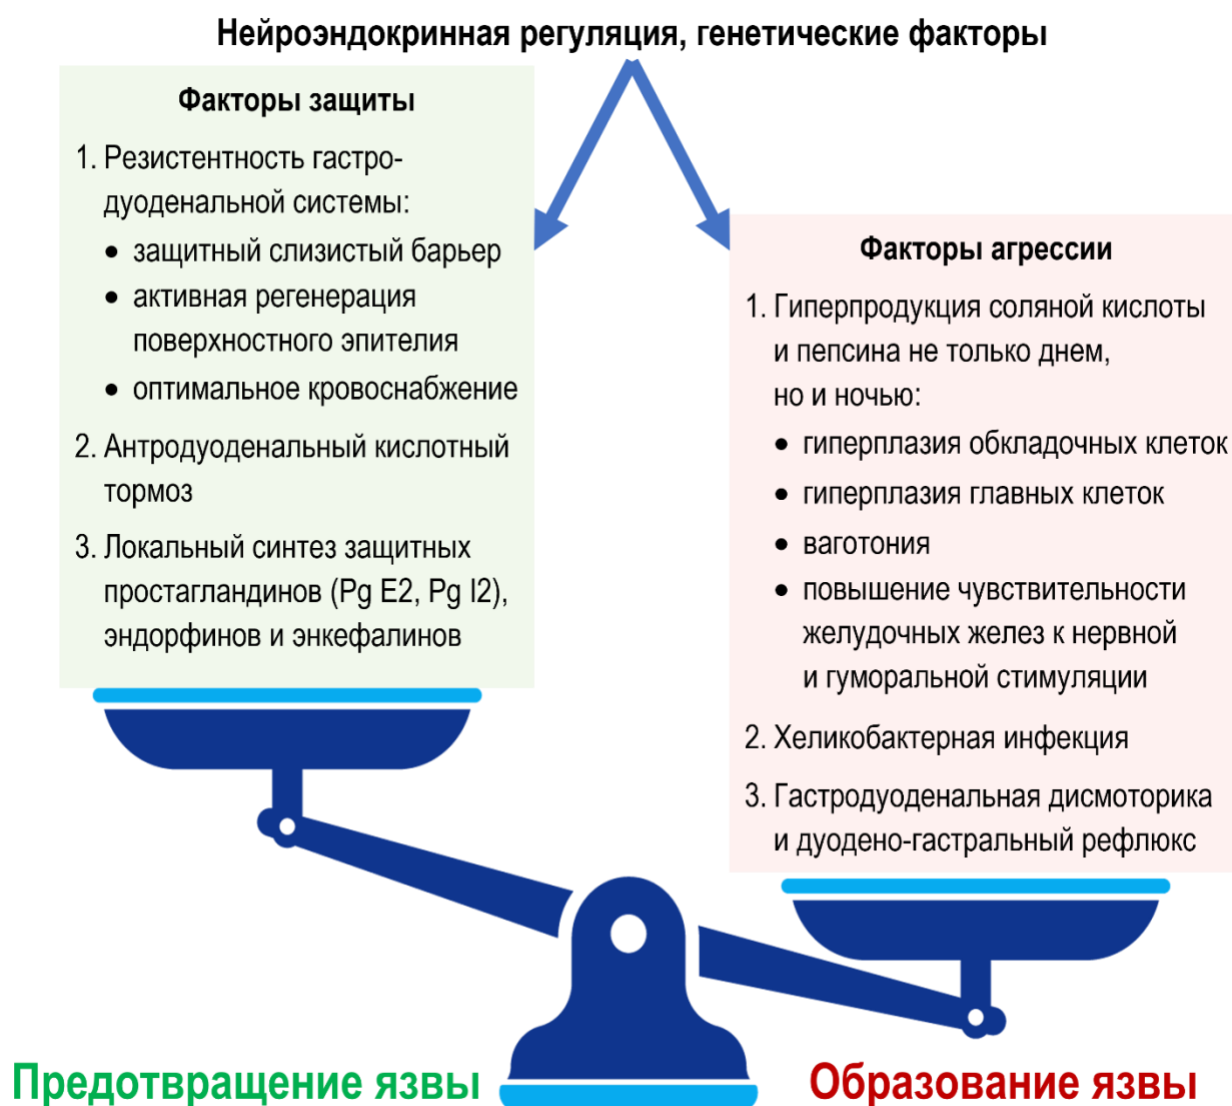 Нейроэндокринная регуляция, генетические факторы
Факторы защиты
1. Резистентность гастро-
дуоденальной системы:
• защитный слизистый барьер
• активная регенерация
поверхностного эпителия
• оптимальное кровоснабжение
2. Антродуоденальный кислотный
тормоз
3. Локальный синтез защитных
простагландинов (Pg E2, Pg I2),
эндорфинов и энкефалинов
Факторы агрессии
1. Гиперпродукция соляной кислоты
и пепсина не только днем,
но и ночью:
• гиперплазия обкладочных клеток
• гиперплазия главных клеток
• ваготония
• повышение чувствительности
желудочных желез к нервной
и гуморальной стимуляции
2. Хеликобактерная инфекция
3. Гастродуоденальная дисмоторика
и дуодено-гастральный рефлюкс
Предотвращение язвы
Образование язвы